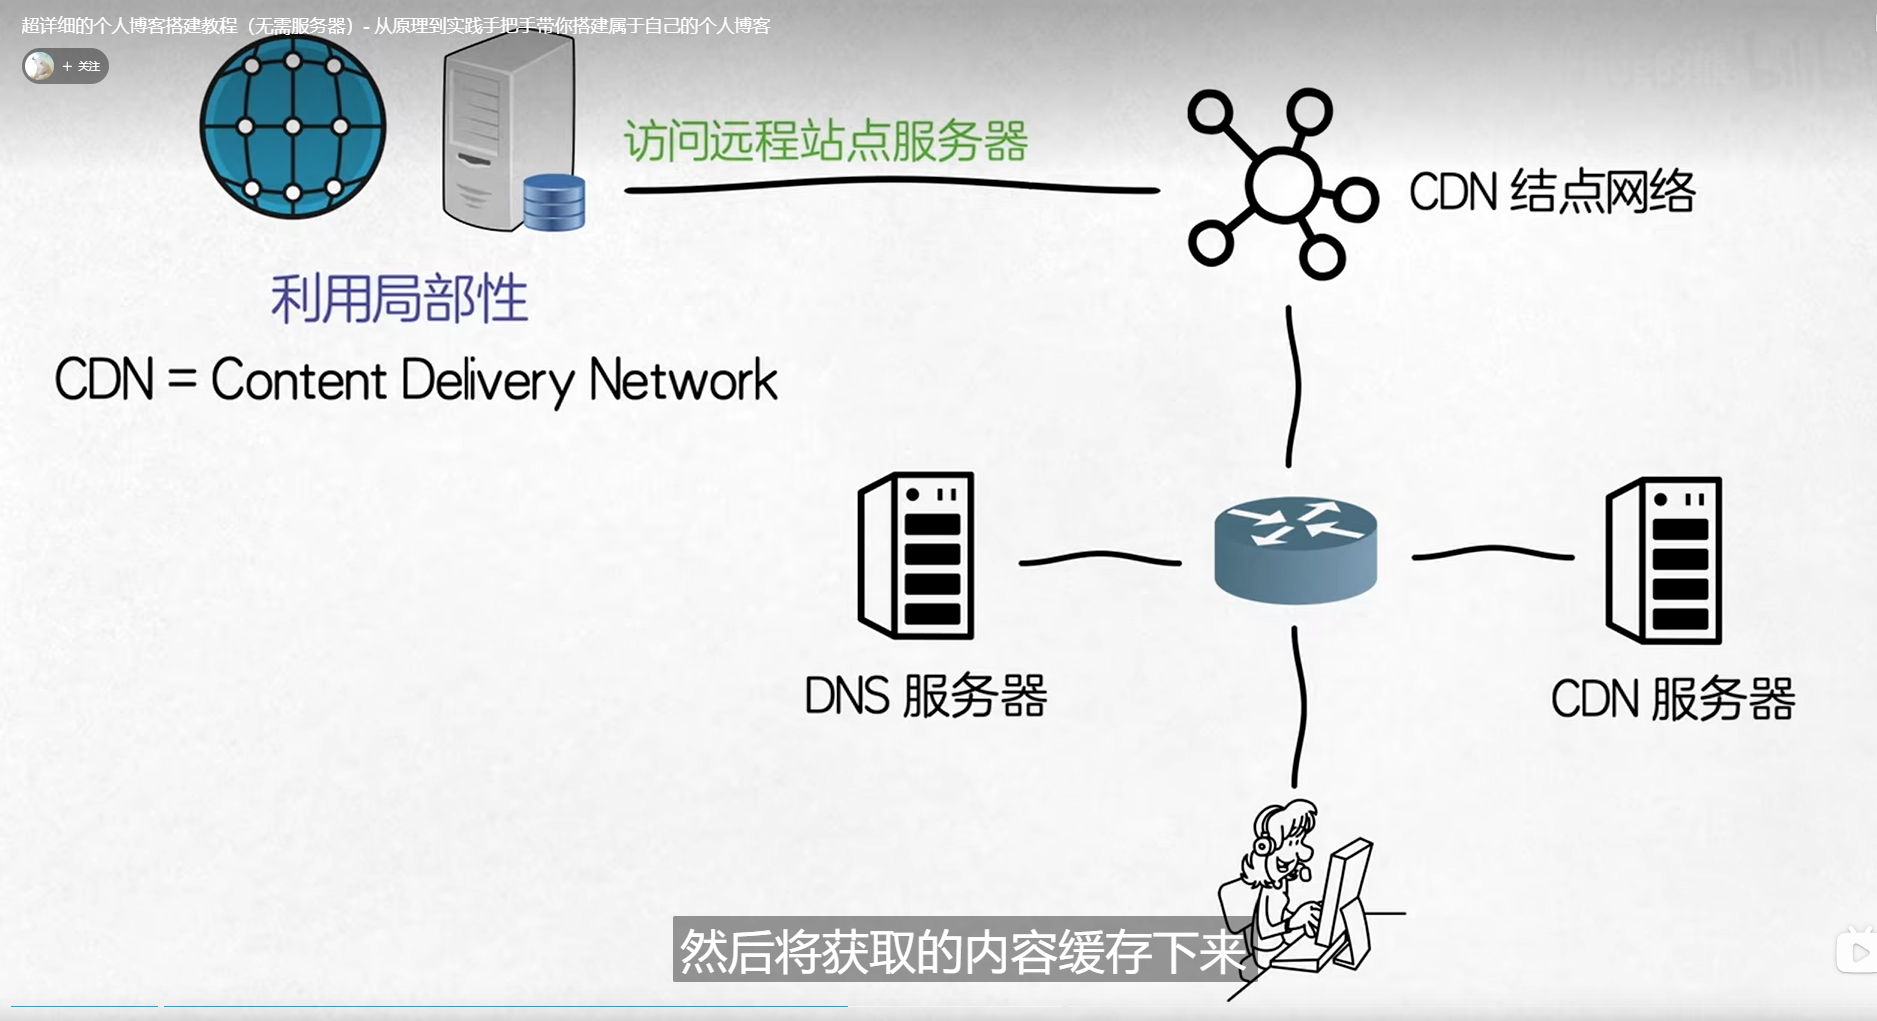 超详细的个人博客搭建教程（无需服务器）- 从原理到实践手把手带你搭建属于自己的个人博客
+ 关注
访问远程站点服务器
CDN 结点网络
利用局部性
CDN = Content Delivery Network
DNS 服务器
CDN 服务器
然后将获取的内容缓存下来